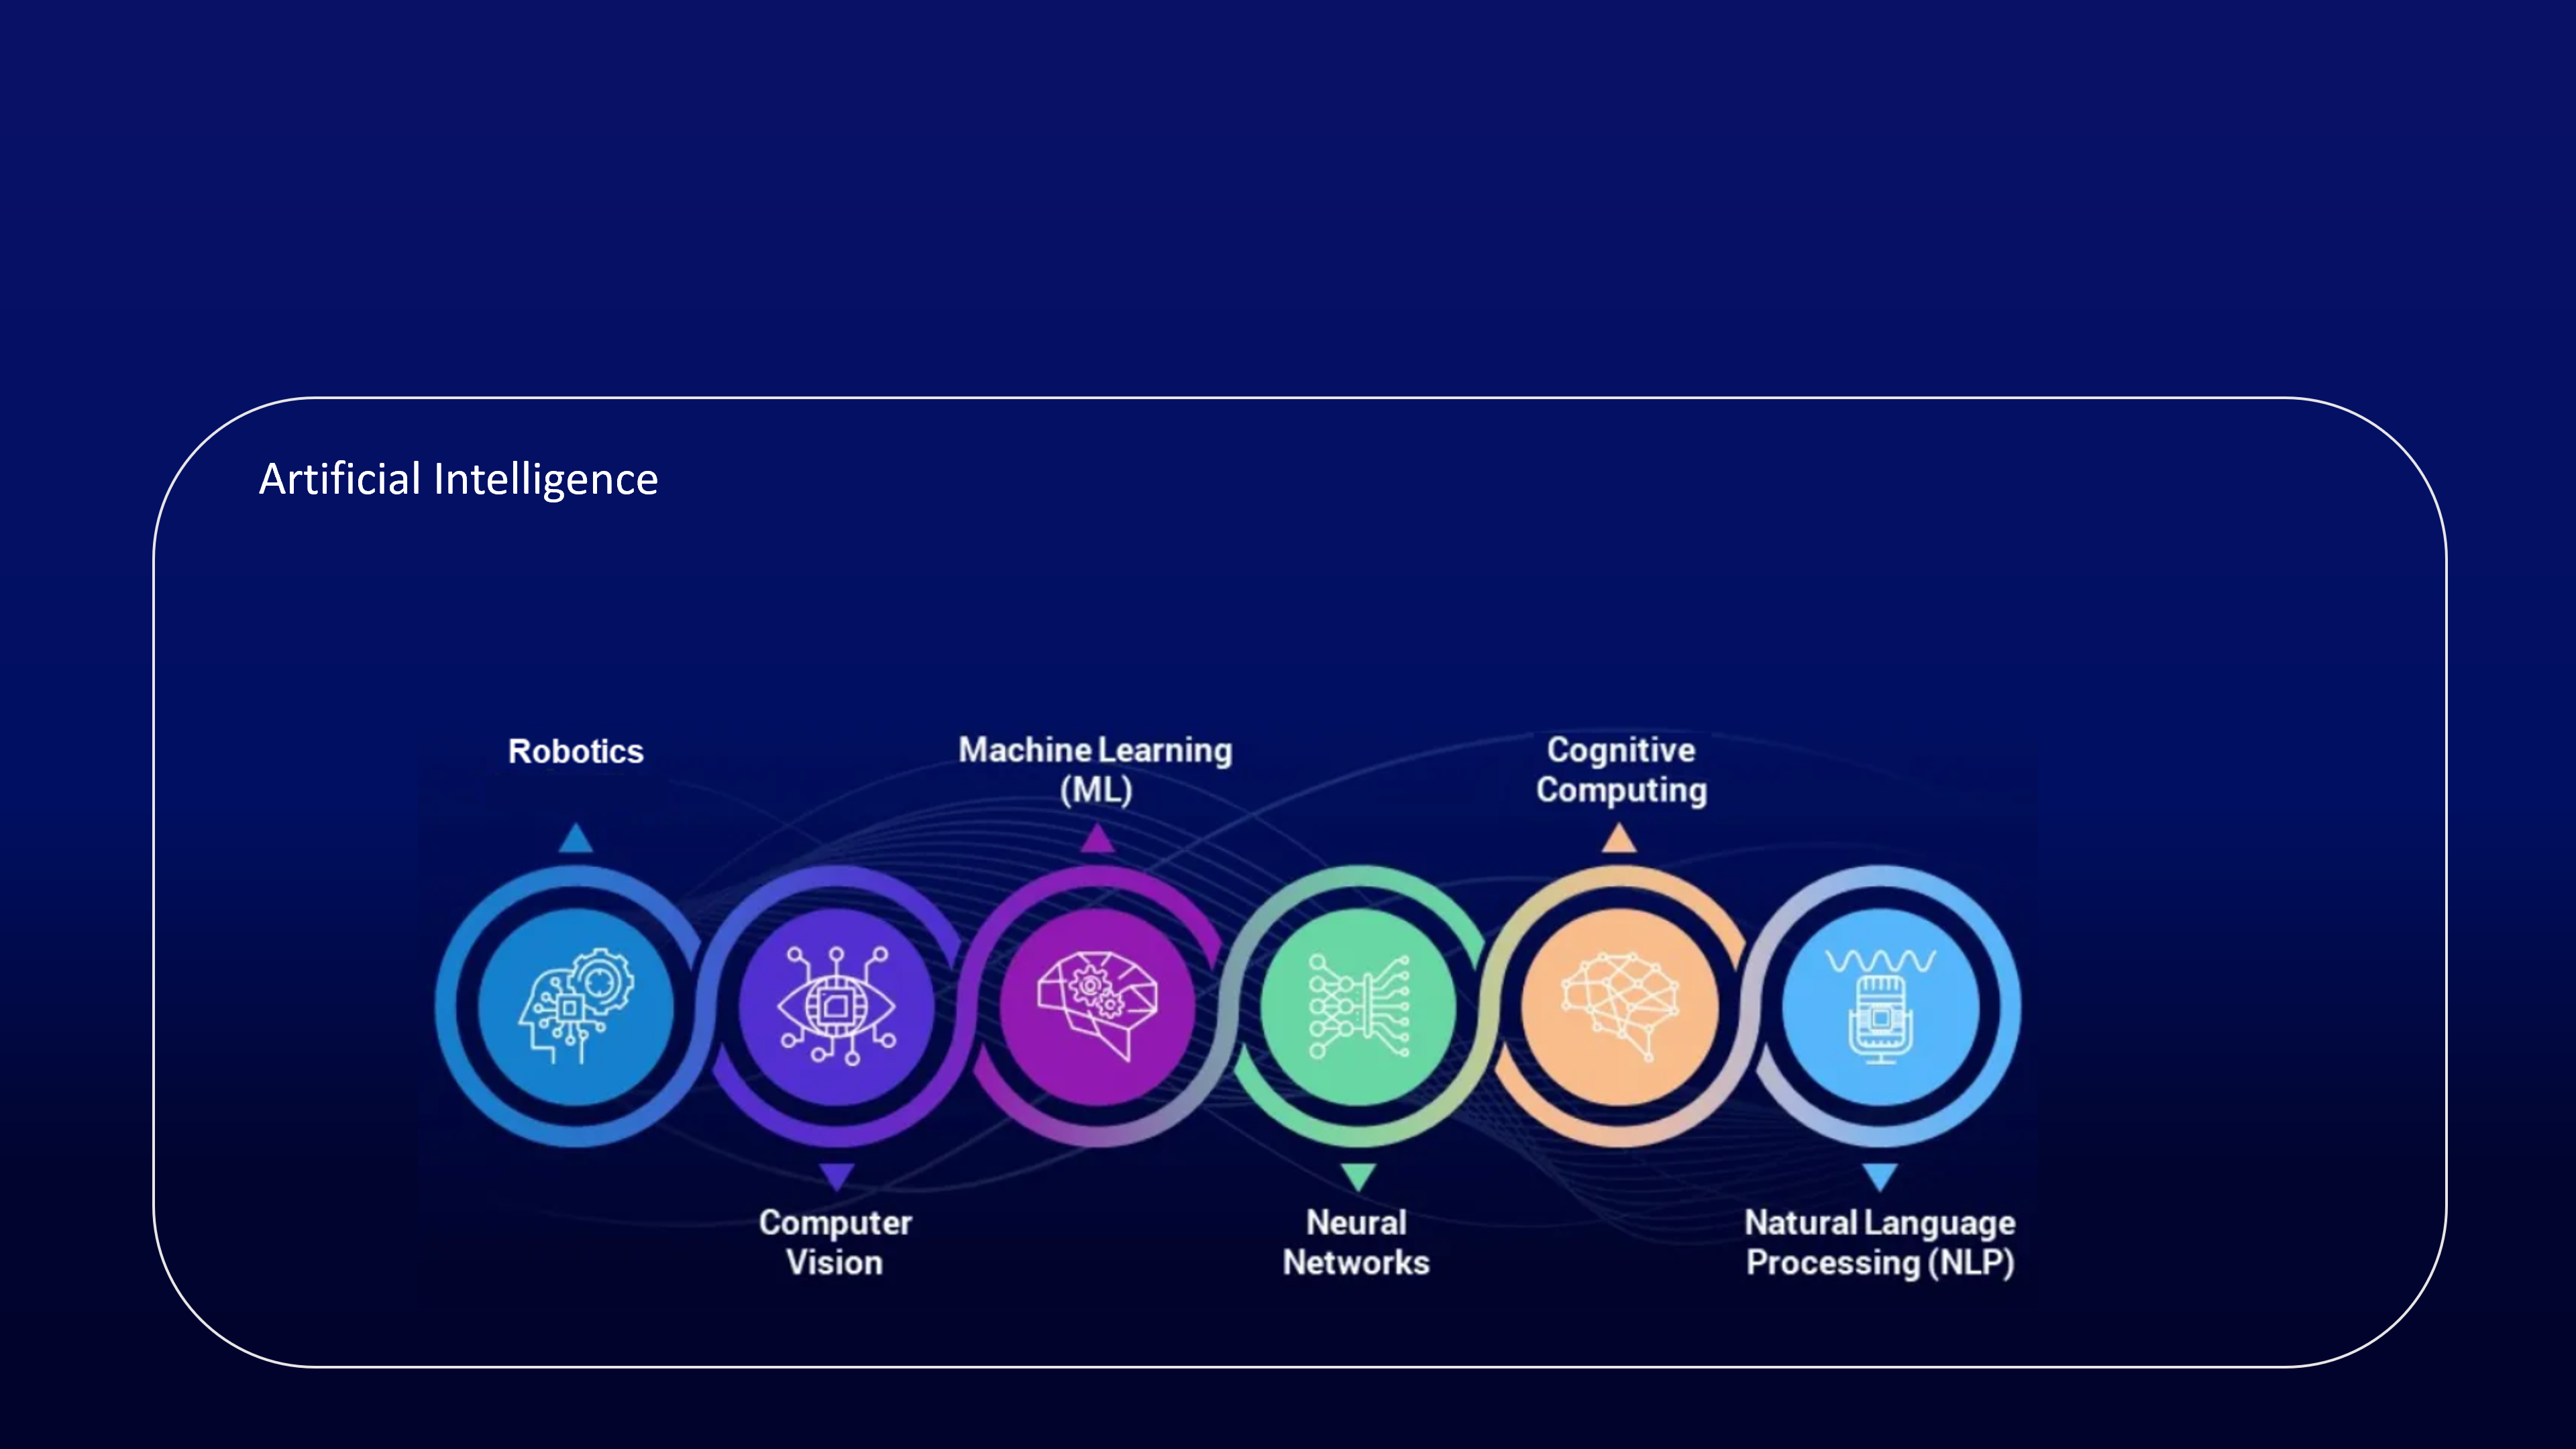 Artificial Intelligence
Robotics
Machine Learning
(ML)
Cognitive
Computing
Computer
Vision
Neural
Networks
Natural Language
Processing (NLP)